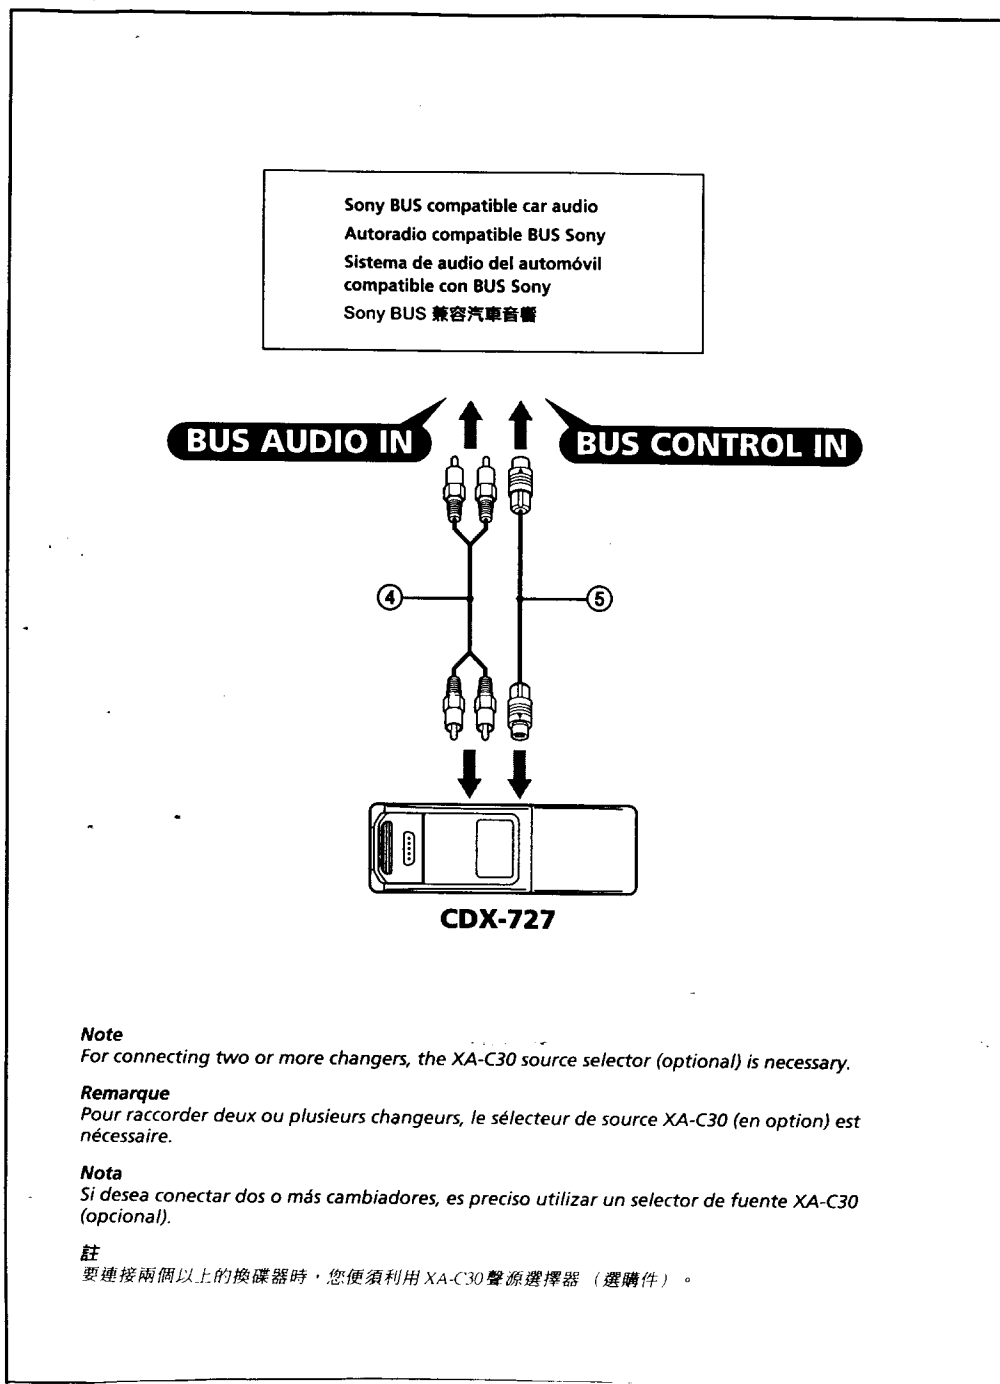 Sony BUS compatible car audio
Autoradio compatible BUS Sony
Sistema de audio del automóvil
compatible con BUS Sony
Sony BUS 兼容汽車音響
BUS AUDIO IN
BUS CONTROL IN
④
⑤
CDX-727
Note
For connecting two or more changers, the XA-C30 source selector (optional) is necessary.
Remarque
Pour raccorder deux ou plusieurs changeurs, le sélecteur de source XA-C30 (en option) est
nécessaire.
Nota
Si desea conectar dos o más cambiadores, es preciso utilizar un selector de fuente XA-C30
(opcional).
註
要連接兩個以上的換碟器時，您便須利用 XA-C30 聲源選擇器 （選購件）。